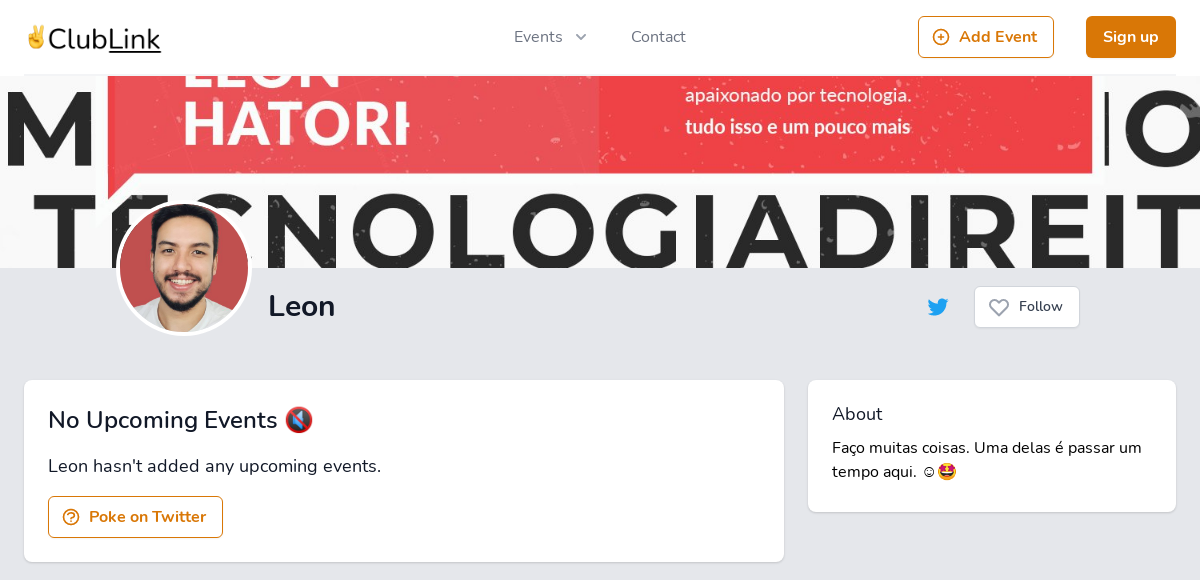 ✌️ClubLink
Events
Contact
Add Event
Sign up
LEON
HATORI
apaixonado por tecnologia.
tudo isso e um pouco mais
M
IO
TECNOLOGIADIREIT
Leon
Follow
No Upcoming Events 🔇
Leon hasn't added any upcoming events.
Poke on Twitter
About
Faço muitas coisas. Uma delas é passar um
tempo aqui. ☺🤩